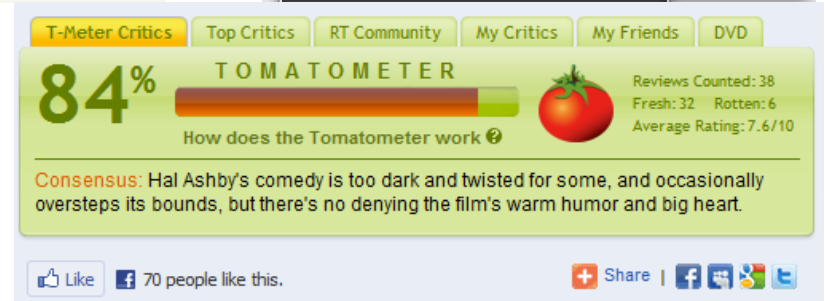 T-Meter Critics Top Critics RT Community My Critics My Friends DVD
84% TOMATOMETER
How does the Tomatometer work ?
Reviews Counted: 38
Fresh: 32 Rotten: 6
Average Rating: 7.6/10
Consensus: Hal Ashby's comedy is too dark and twisted for some, and occasionally
oversteps its bounds, but there's no denying the film's warm humor and big heart.
Like f 70 people like this. Share | f g t